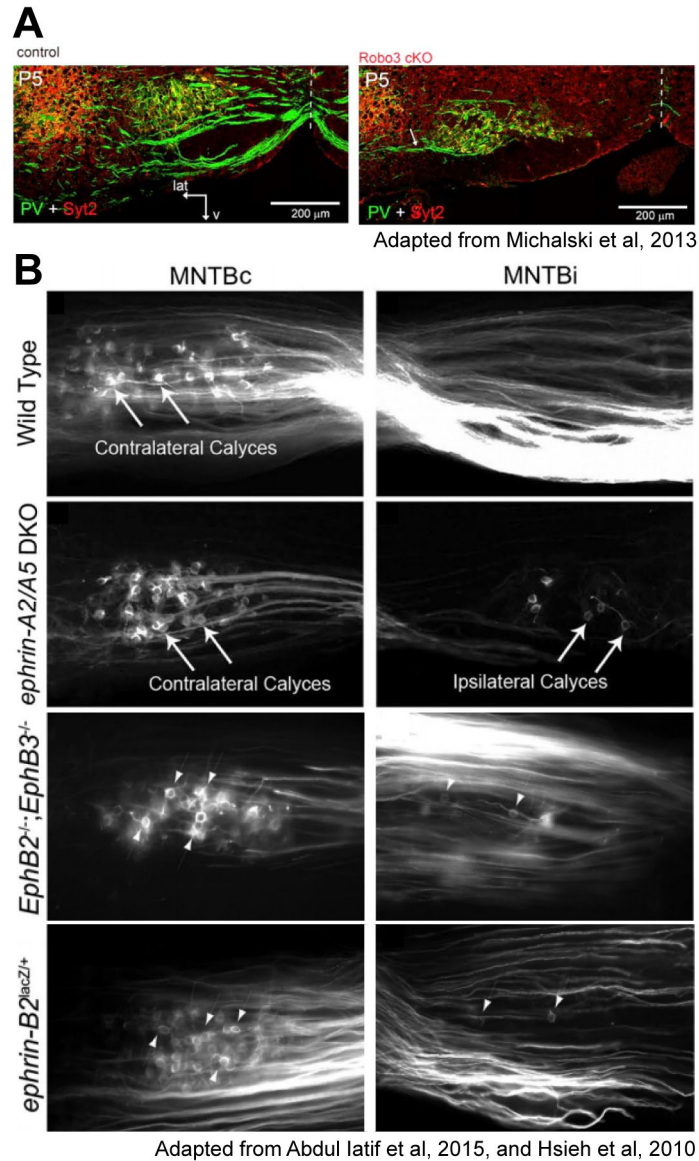 A
control
Robo3 cKO
P5
P5
lat
v
PV + Syt2
200 µm
PV + Syt2
200 µm
Adapted from Michalski et al, 2013
B
MNTBc
MNTBi
Wild Type
Contralateral Calyces
ephrin-A2/A5 DKO
Contralateral Calyces
Ipsilateral Calyces
EphB2-/-;EphB3-/-
ephrin-B2lacZ/+
Adapted from Abdul latif et al, 2015, and Hsieh et al, 2010